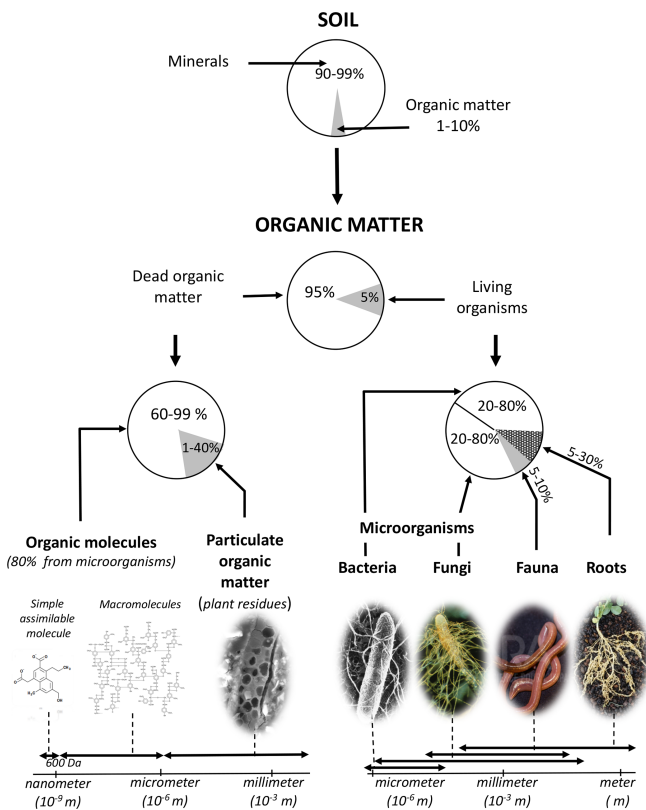 SOIL
Minerals
90-99%
Organic matter
1-10%
ORGANIC MATTER
Dead organic
matter
95%
5%
Living
organisms
60-99 %
1-40%
20-80%
20-80%
5-10%
5-30%
Organic molecules
(80% from microorganisms)
Particulate
organic
matter
(plant residues)
Microorganisms
Bacteria
Fungi
Fauna
Roots
Simple
assimilable
molecule
Macromolecules
600 Da
nanometer
(10⁻⁹ m)
micrometer
(10⁻⁶ m)
millimeter
(10⁻³ m)
micrometer
(10⁻⁶ m)
millimeter
(10⁻³ m)
meter
( m)